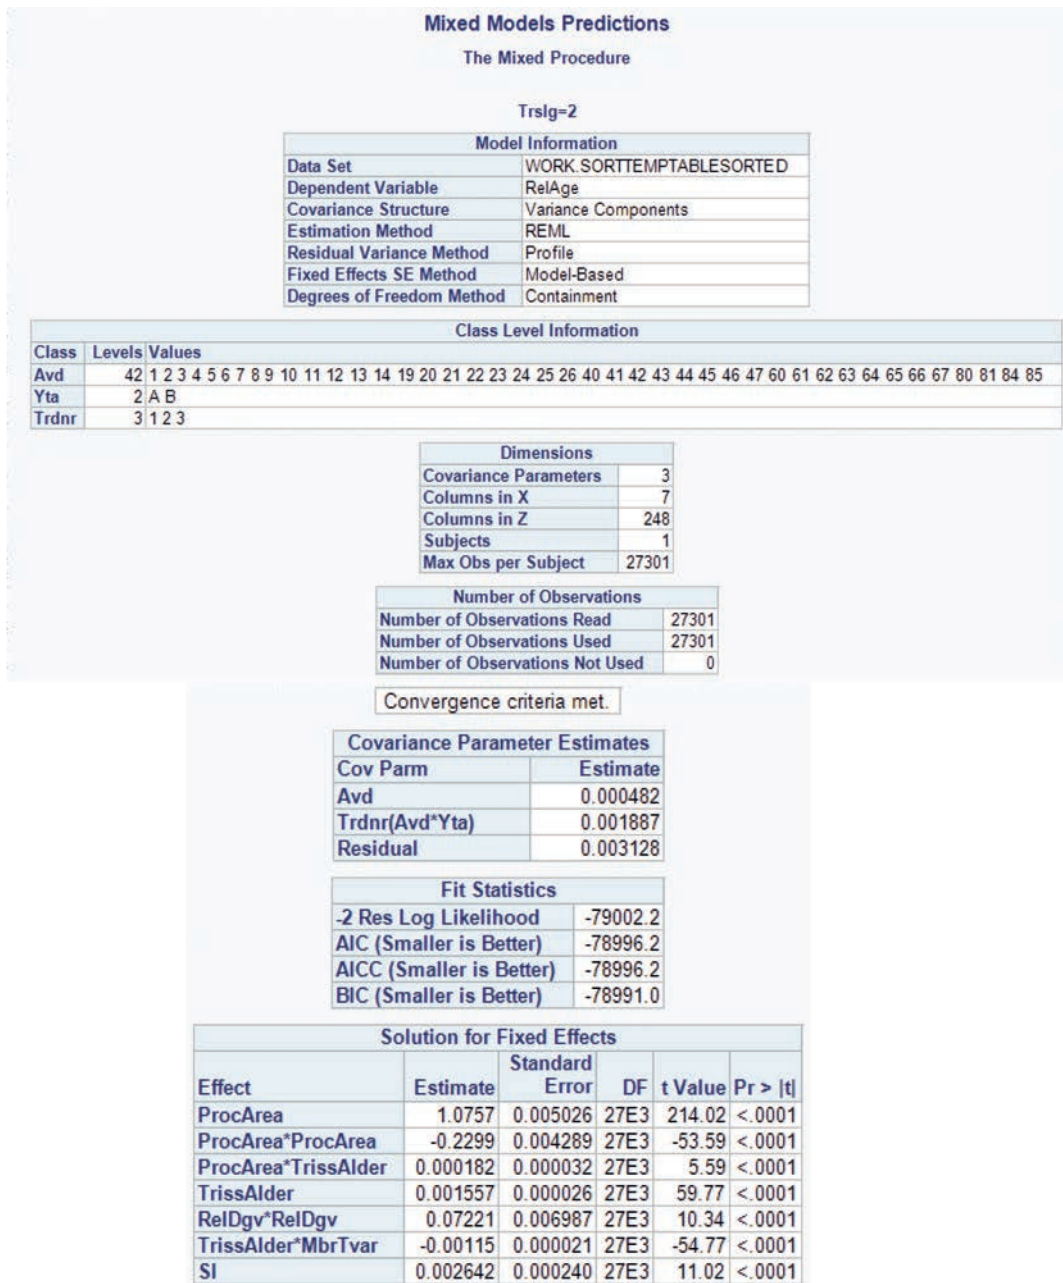 Mixed Models Predictions
The Mixed Procedure
Trslg=2
Model Information
Data Set WORK.SORTTEMPTABLESORTED
Dependent Variable RelAge
Covariance Structure Variance Components
Estimation Method REML
Residual Variance Method Profile
Fixed Effects SE Method Model-Based
Degrees of Freedom Method Containment
Class Level Information
Class Levels Values
Avd 42 1 2 3 4 5 6 7 8 9 10 11 12 13 14 19 20 21 22 23 24 25 26 40 41 42 43 44 45 46 47 60 61 62 63 64 65 66 67 80 81 84 85
Yta 2 A B
Trdnr 3 1 2 3
Dimensions
Covariance Parameters 3
Columns in X 7
Columns in Z 248
Subjects 1
Max Obs per Subject 27301
Number of Observations
Number of Observations Read 27301
Number of Observations Used 27301
Number of Observations Not Used 0
Convergence criteria met.
Covariance Parameter Estimates
Cov Parm Estimate
Avd 0.000482
Trdnr(Avd*Yta) 0.001887
Residual 0.003128
Fit Statistics
-2 Res Log Likelihood -79002.2
AIC (Smaller is Better) -78996.2
AICC (Smaller is Better) -78996.2
BIC (Smaller is Better) -78991.0
Solution for Fixed Effects
Effect Estimate Standard Error DF t Value Pr > |t|
ProcArea 1.0757 0.005026 27E3 214.02 <.0001
ProcArea*ProcArea -0.2299 0.004289 27E3 -53.59 <.0001
ProcArea*TrissAlder 0.000182 0.000032 27E3 5.59 <.0001
TrissAlder 0.001557 0.000026 27E3 59.77 <.0001
RelDgv*RelDgv 0.07221 0.006987 27E3 10.34 <.0001
TrissAlder*MbrTvar -0.00115 0.000021 27E3 -54.77 <.0001
SI 0.002642 0.000240 27E3 11.02 <.0001